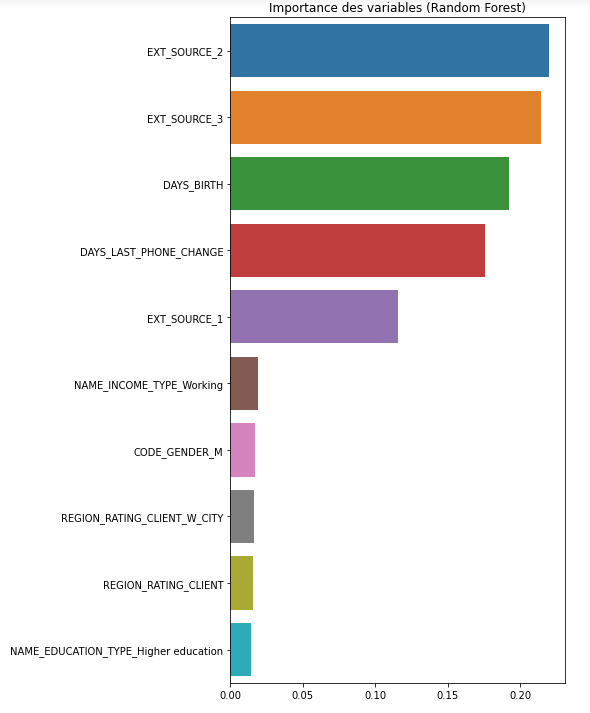 Importance des variables (Random Forest)
EXT_SOURCE_2
EXT_SOURCE_3
DAYS_BIRTH
DAYS_LAST_PHONE_CHANGE
EXT_SOURCE_1
NAME_INCOME_TYPE_Working
CODE_GENDER_M
REGION_RATING_CLIENT_W_CITY
REGION_RATING_CLIENT
NAME_EDUCATION_TYPE_Higher education
0.00 0.05 0.10 0.15 0.20